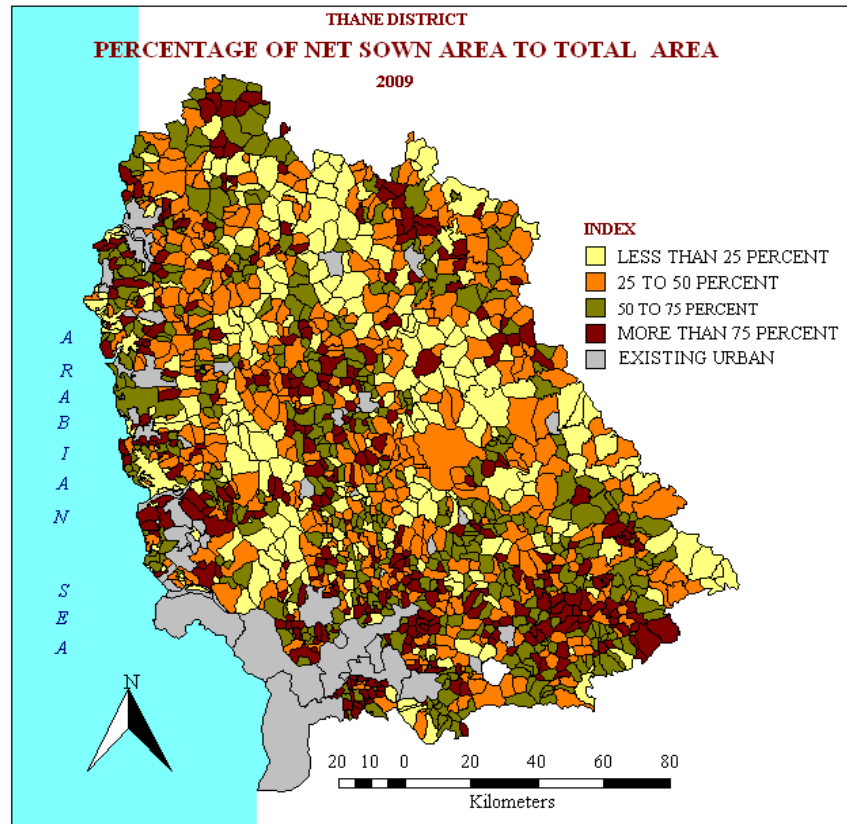 THANE DISTRICT
PERCENTAGE OF NET SOWN AREA TO TOTAL AREA
2009
INDEX
LESS THAN 25 PERCENT
25 TO 50 PERCENT
50 TO 75 PERCENT
MORE THAN 75 PERCENT
EXISTING URBAN
ARABIAN SEA
N
20 10 0 20 40 60 80
Kilometers